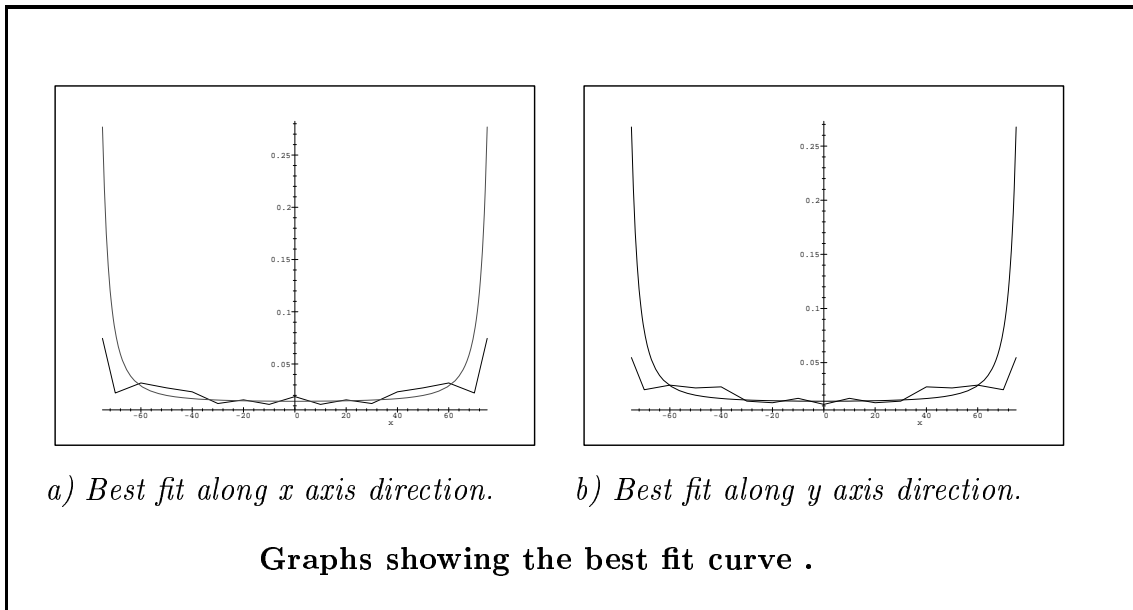 0.25
0.2
0.15
0.1
0.05
-60 -40 -20 0 20 40 60
x
0.25
0.2
0.15
0.1
0.05
-60 -40 -20 0 20 40 60
x
a) Best fit along x axis direction.
b) Best fit along y axis direction.
Graphs showing the best fit curve .